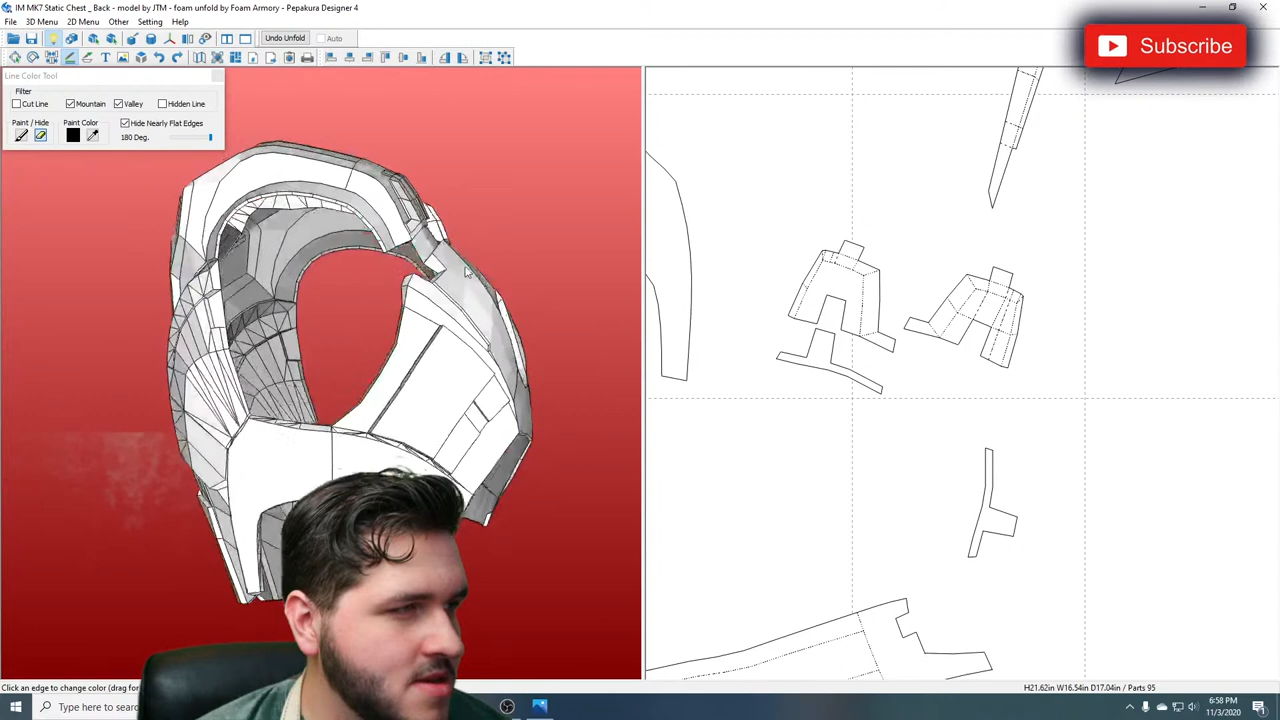 IM MK7 Static Chest _ Back - model by JTM - foam unfold by Foam Armory - Pepakura Designer 4
File 3D Menu 2D Menu Other Setting Help
Undo Unfold Auto
Subscribe
Line Color Tool
Filter
Cut Line Mountain Valley Hidden Line
Paint / Hide Paint Color Hide Nearly Flat Edges
180 Deg.
Click an edge to change color (drag for
H21.62in W16.54in D17.04in / Parts 95
Type here to searc
6:58 PM
11/3/2020
1